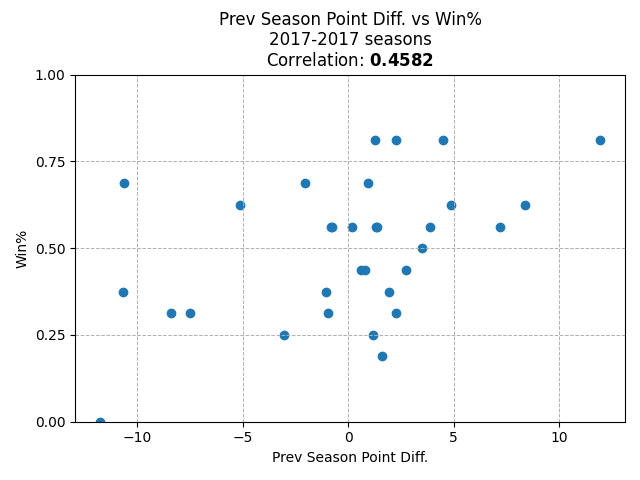 Prev Season Point Diff. vs Win%
2017-2017 seasons
Correlation: 0.4582
1.00
0.75
0.50
0.25
0.00
Win%
−10
−5
0
5
10
Prev Season Point Diff.